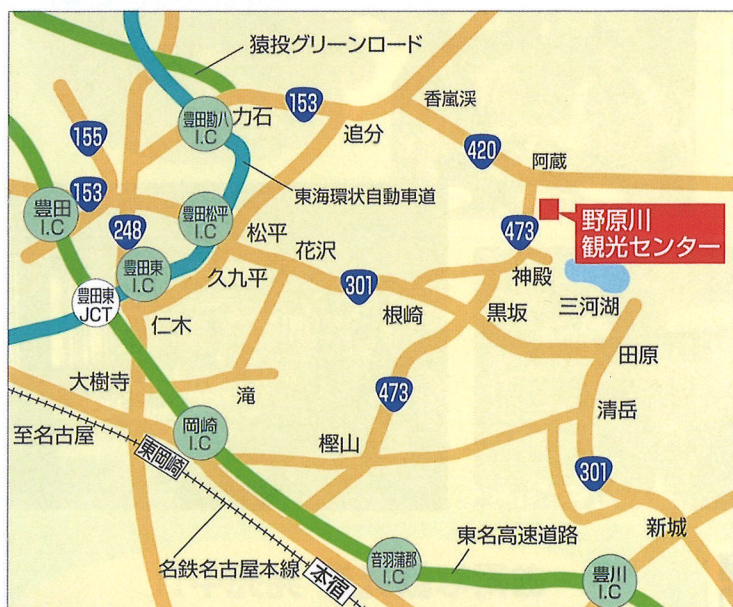 猿投グリーンロード
豊田勘八
I.C
力石
153
追分
香嵐渓
155
420
阿蔵
153
豊田
I.C
東海環状自動車道
豊田松平
I.C
248
松平
花沢
473
野原川
観光センター
豊田東
I.C
久九平
神殿
豊田東
JCT
仁木
301
根崎
黒坂
三河湖
田原
大樹寺
滝
473
清岳
至名古屋
岡崎
I.C
樫山
東岡崎
301
新城
名鉄名古屋本線
本宿
音羽蒲郡
I.C
東名高速道路
豊川
I.C